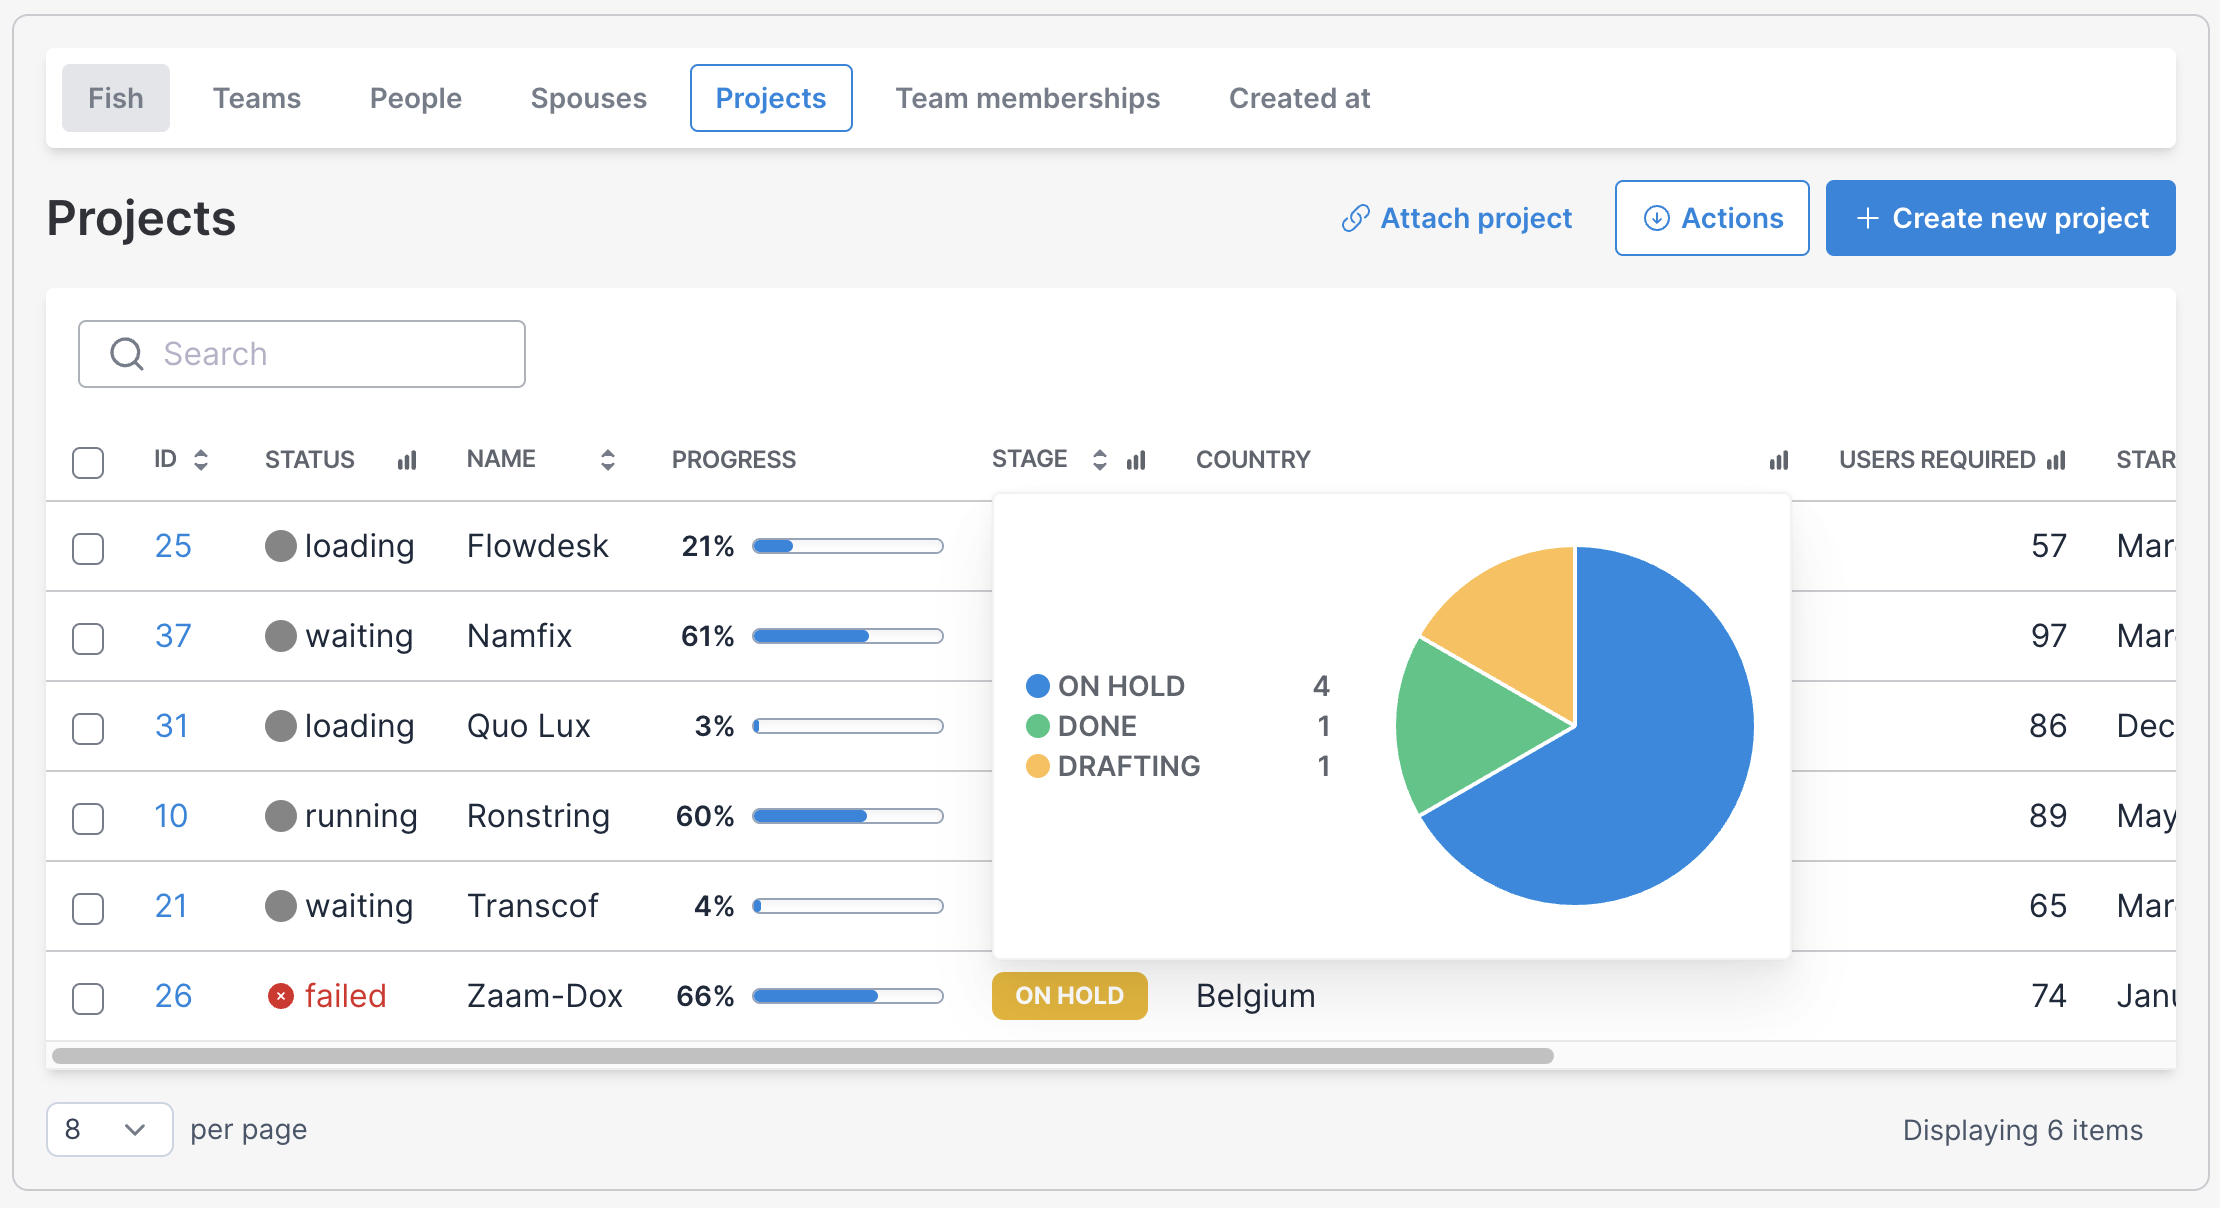 Fish Teams People Spouses Projects Team memberships Created at
Projects Attach project Actions + Create new project
Search
ID STATUS NAME PROGRESS STAGE COUNTRY USERS REQUIRED STAR
25 loading Flowdesk 21% 57 Mar
37 waiting Namfix 61% 97 Mar
31 loading Quo Lux 3% 86 Dec
10 running Ronstring 60% 89 May
21 waiting Transcof 4% 65 Mar
26 failed Zaam-Dox 66% ON HOLD Belgium 74 Janu
ON HOLD 4
DONE 1
DRAFTING 1
8 per page Displaying 6 items